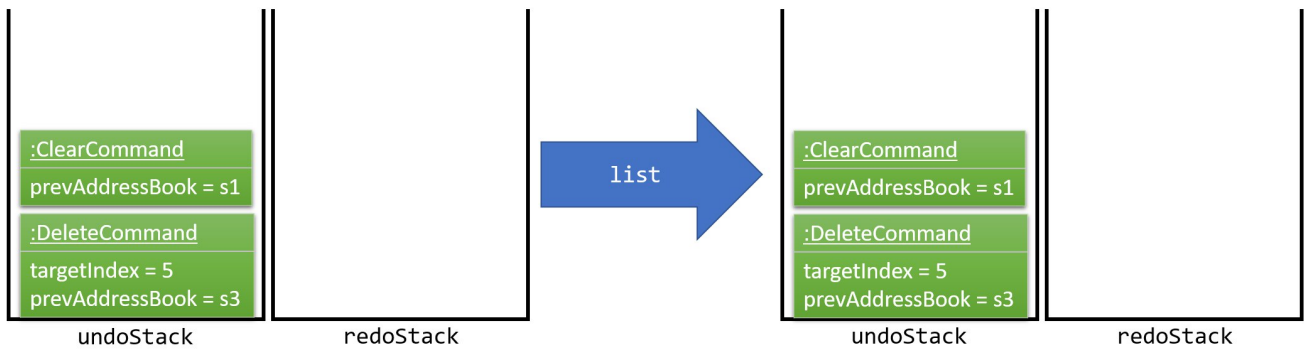 :ClearCommand
prevAddressBook = s1
:DeleteCommand
targetIndex = 5
prevAddressBook = s3
undoStack
redoStack
list
:ClearCommand
prevAddressBook = s1
:DeleteCommand
targetIndex = 5
prevAddressBook = s3
undoStack
redoStack